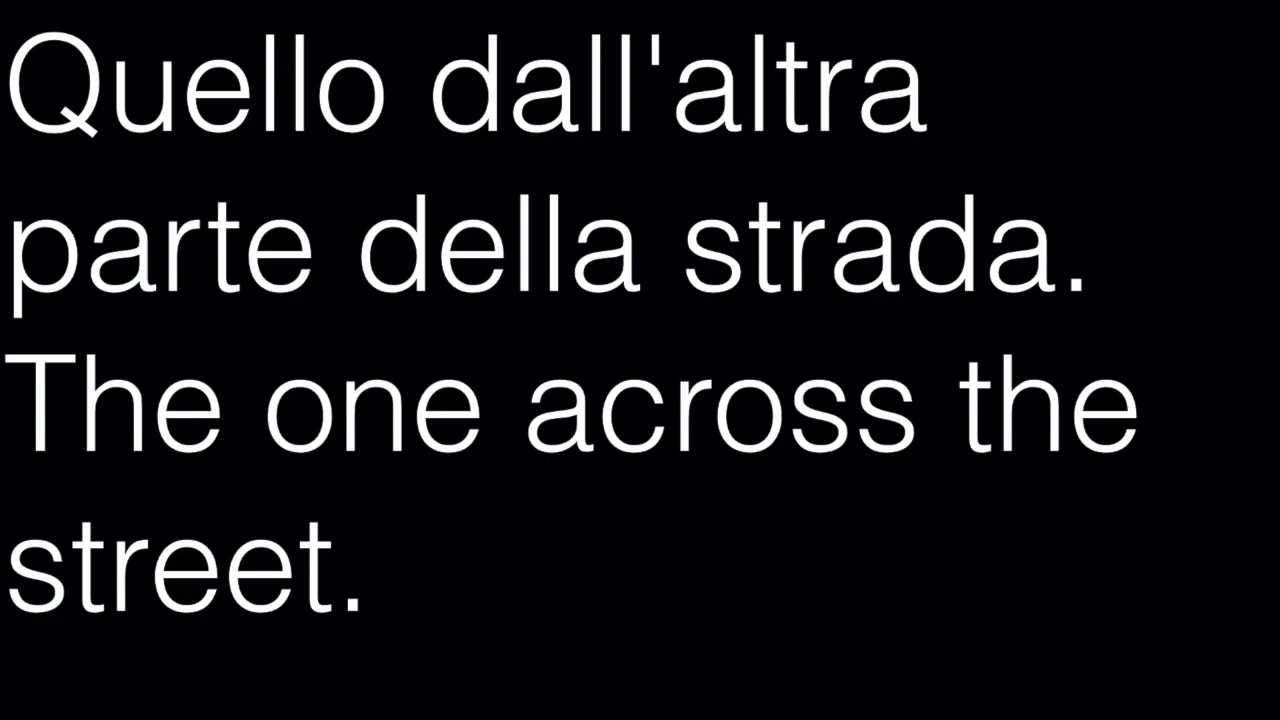 Quello dall'altra
parte della strada.
The one across the
street.